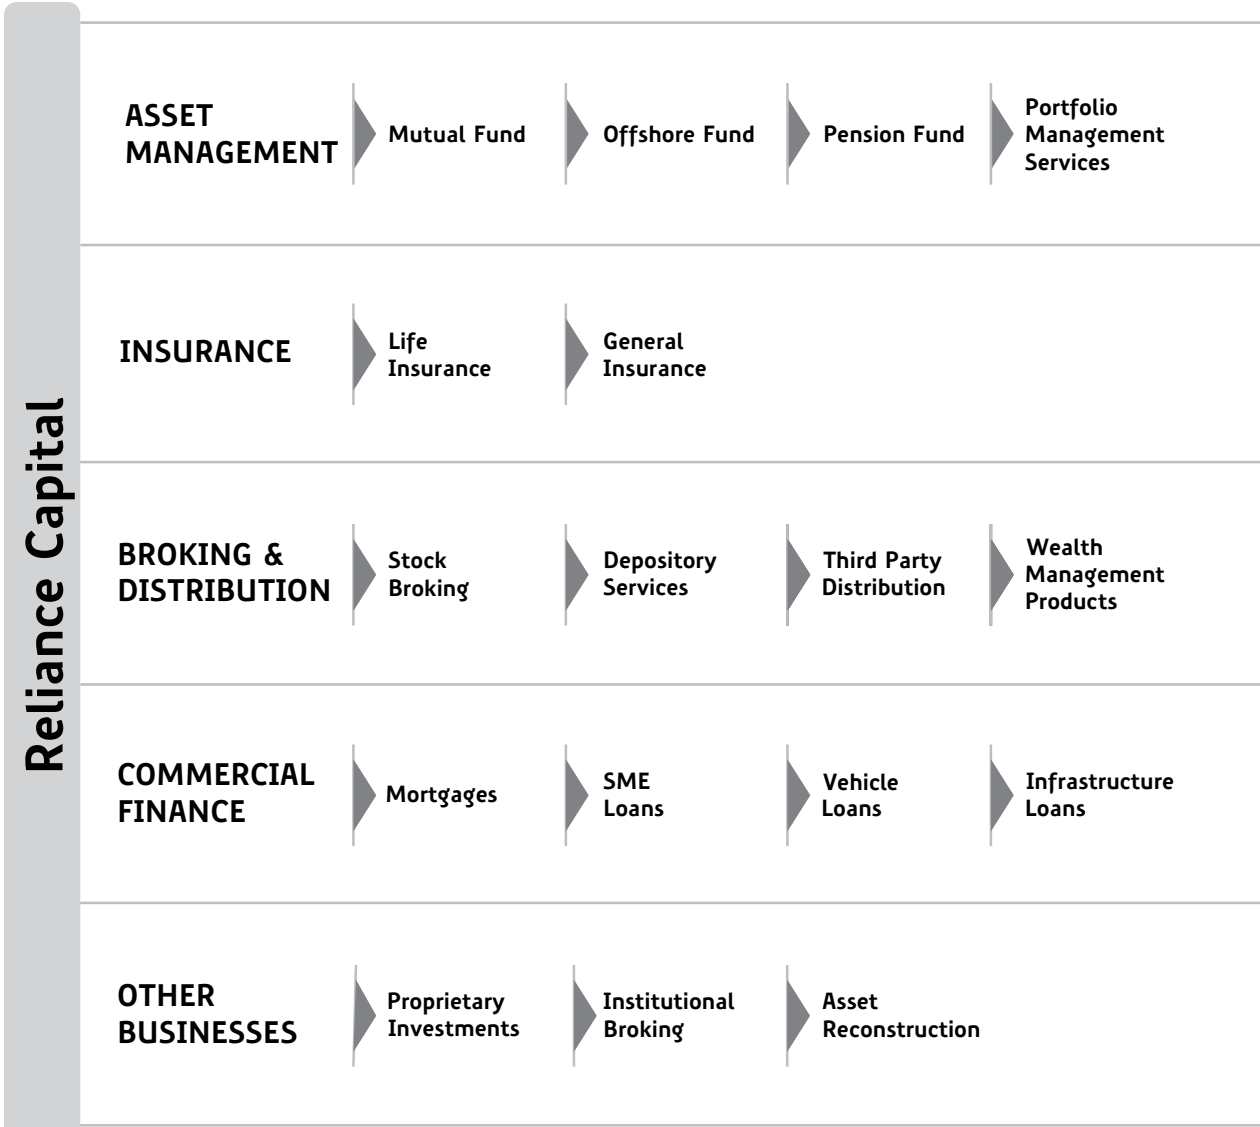 Reliance Capital
ASSET
MANAGEMENT
Mutual Fund
Offshore Fund
Pension Fund
Portfolio
Management
Services
INSURANCE
Life
Insurance
General
Insurance
BROKING &
DISTRIBUTION
Stock
Broking
Depository
Services
Third Party
Distribution
Wealth
Management
Products
COMMERCIAL
FINANCE
Mortgages
SME
Loans
Vehicle
Loans
Infrastructure
Loans
OTHER
BUSINESSES
Proprietary
Investments
Institutional
Broking
Asset
Reconstruction